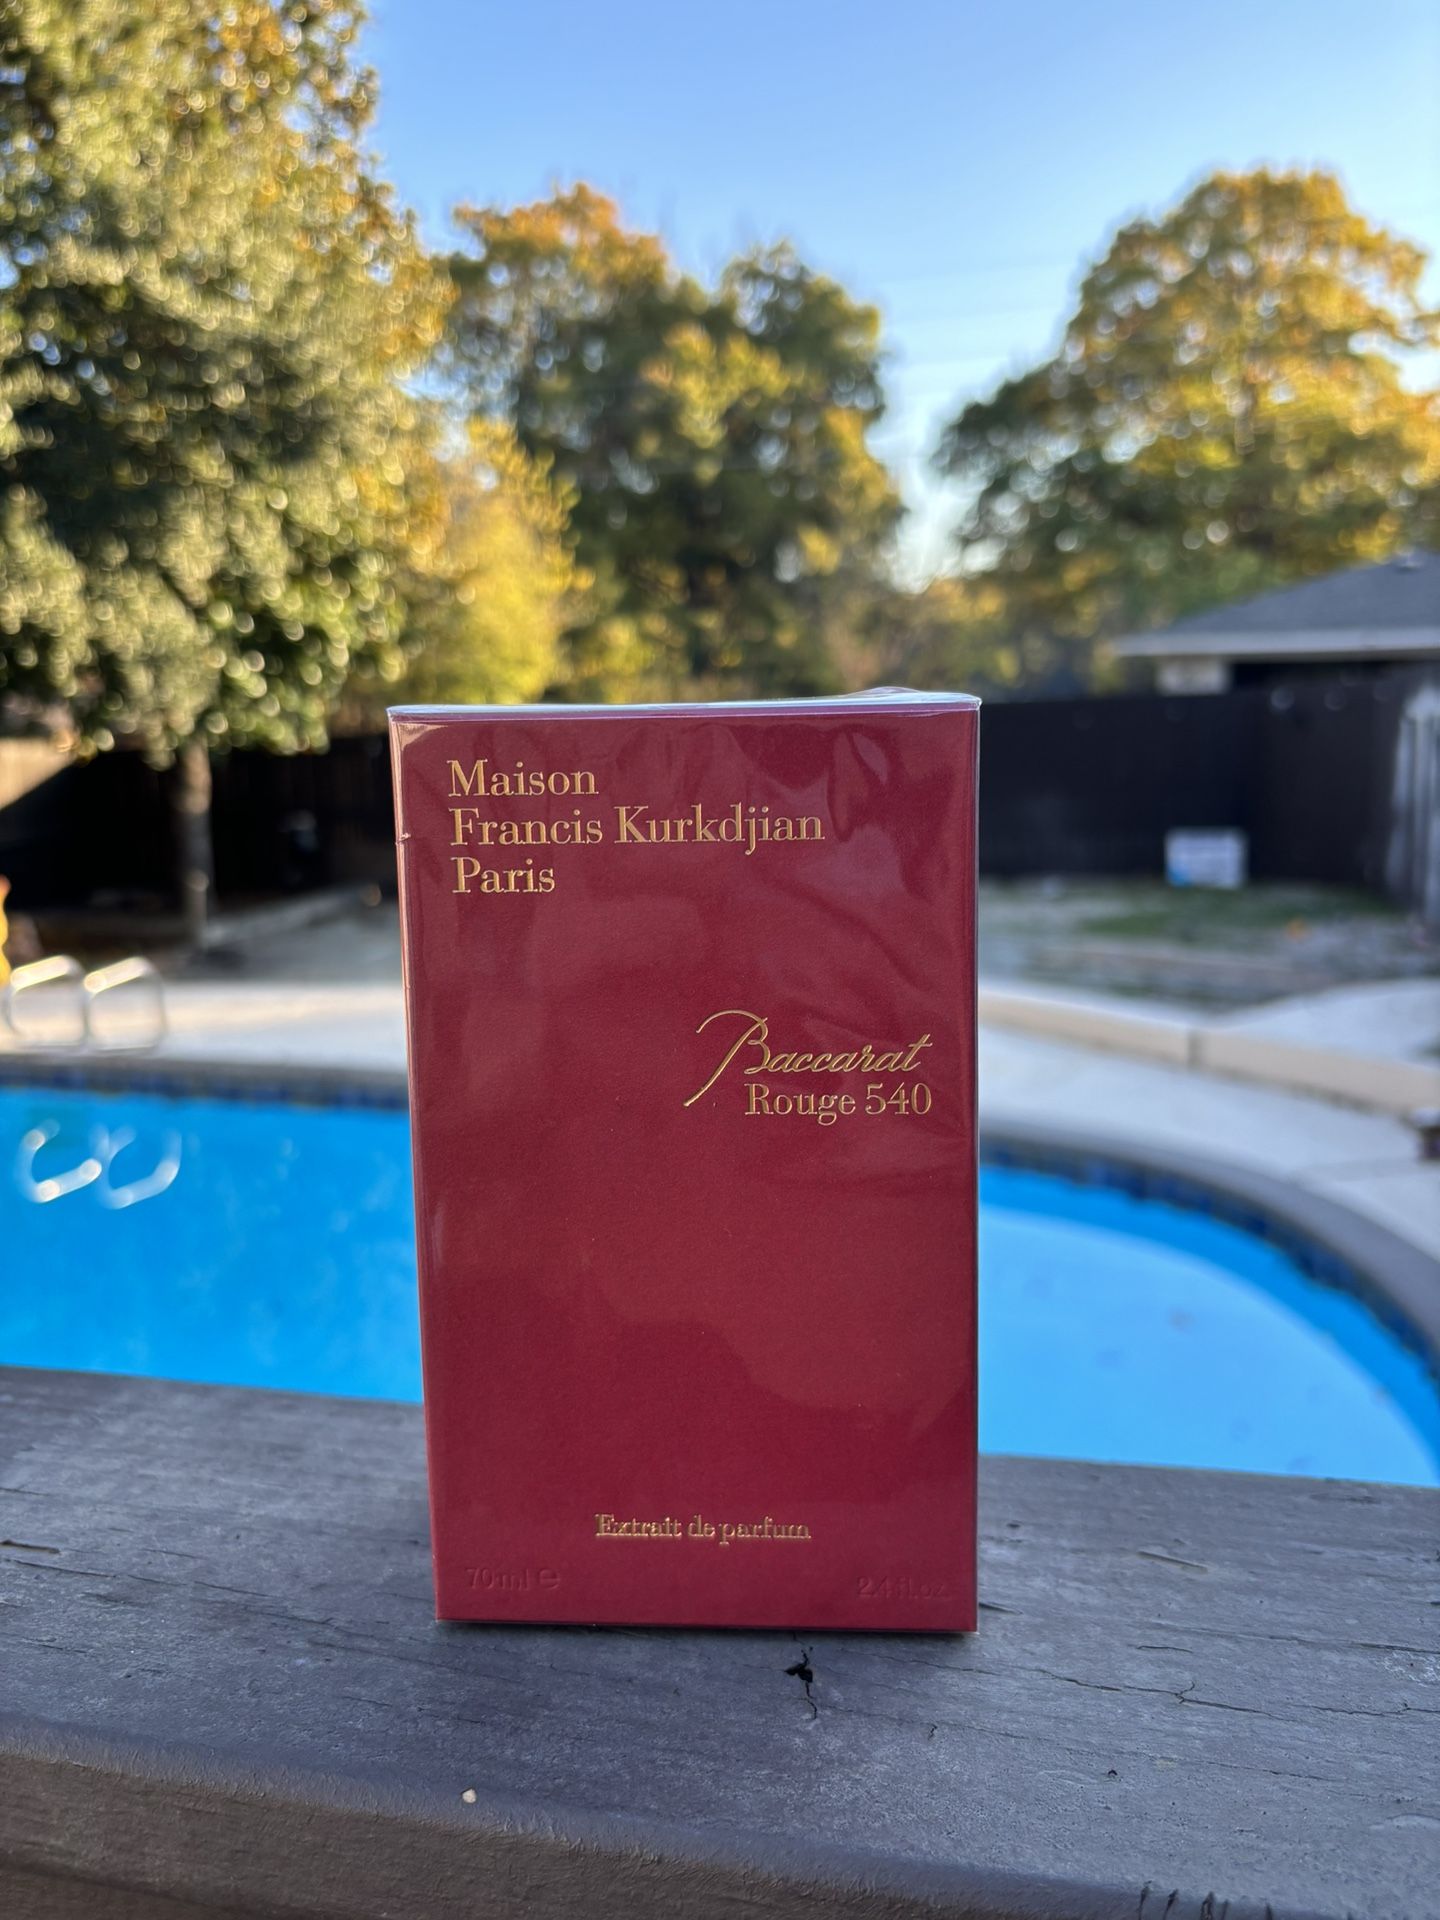 Maison
Francis Kurkdjian
Paris
Baccarat
Rouge 540
Extrait de parfum
70 ml e 2.4 fl.oz.